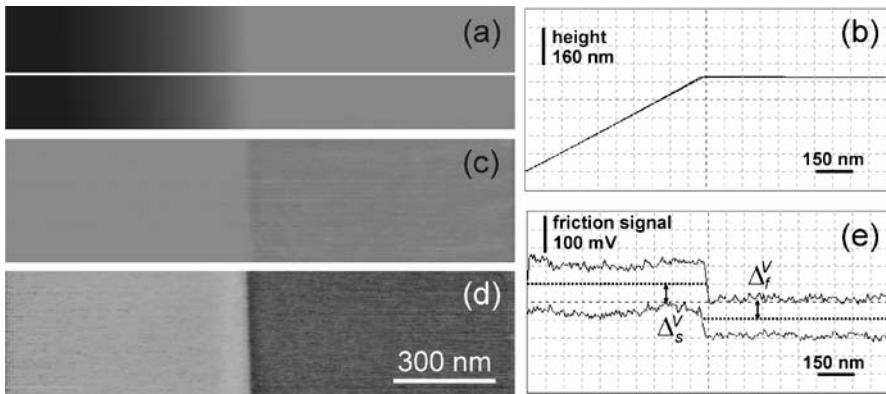 (a)
(b)
height
160 nm
150 nm
(c)
(d)
300 nm
(e)
friction signal
100 mV
Δ_f^V
Δ_s^V
150 nm